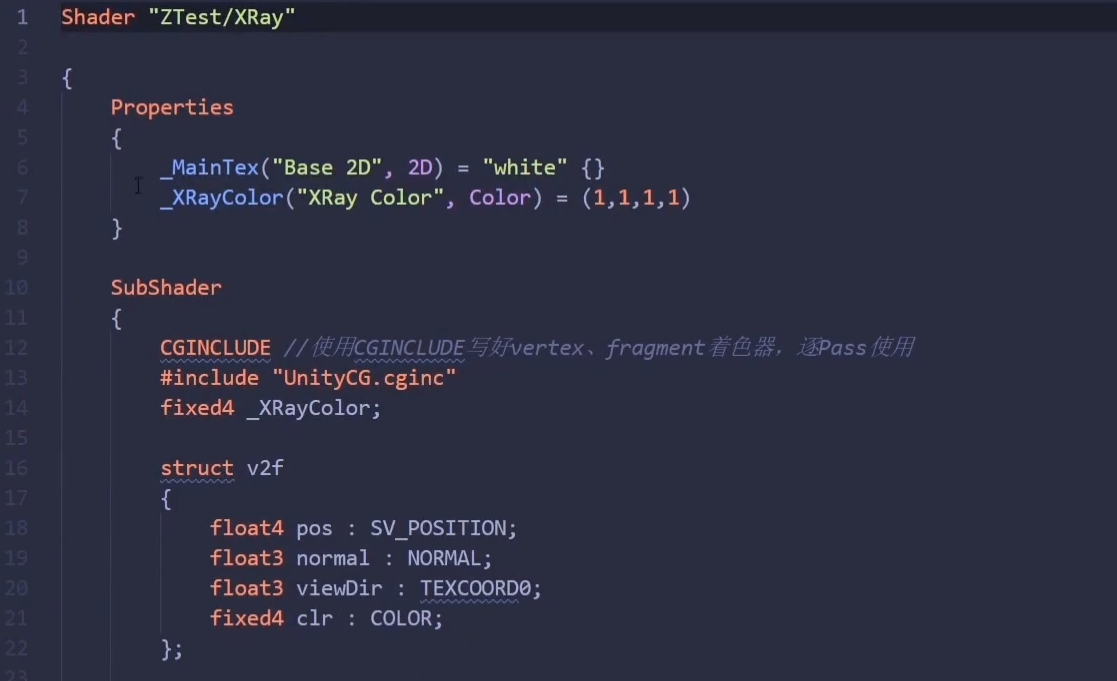 1 Shader "ZTest/XRay"
2
3 {
4 Properties
5 {
6 _MainTex("Base 2D", 2D) = "white" {}
7 _XRayColor("XRay Color", Color) = (1,1,1,1)
8 }
9
10 SubShader
11 {
12 CGINCLUDE //使用CGINCLUDE写好vertex、fragment着色器，逐Pass使用
13 #include "UnityCG.cginc"
14 fixed4 _XRayColor;
15
16 struct v2f
17 {
18 float4 pos : SV_POSITION;
19 float3 normal : NORMAL;
20 float3 viewDir : TEXCOORD0;
21 fixed4 clr : COLOR;
22 };
23